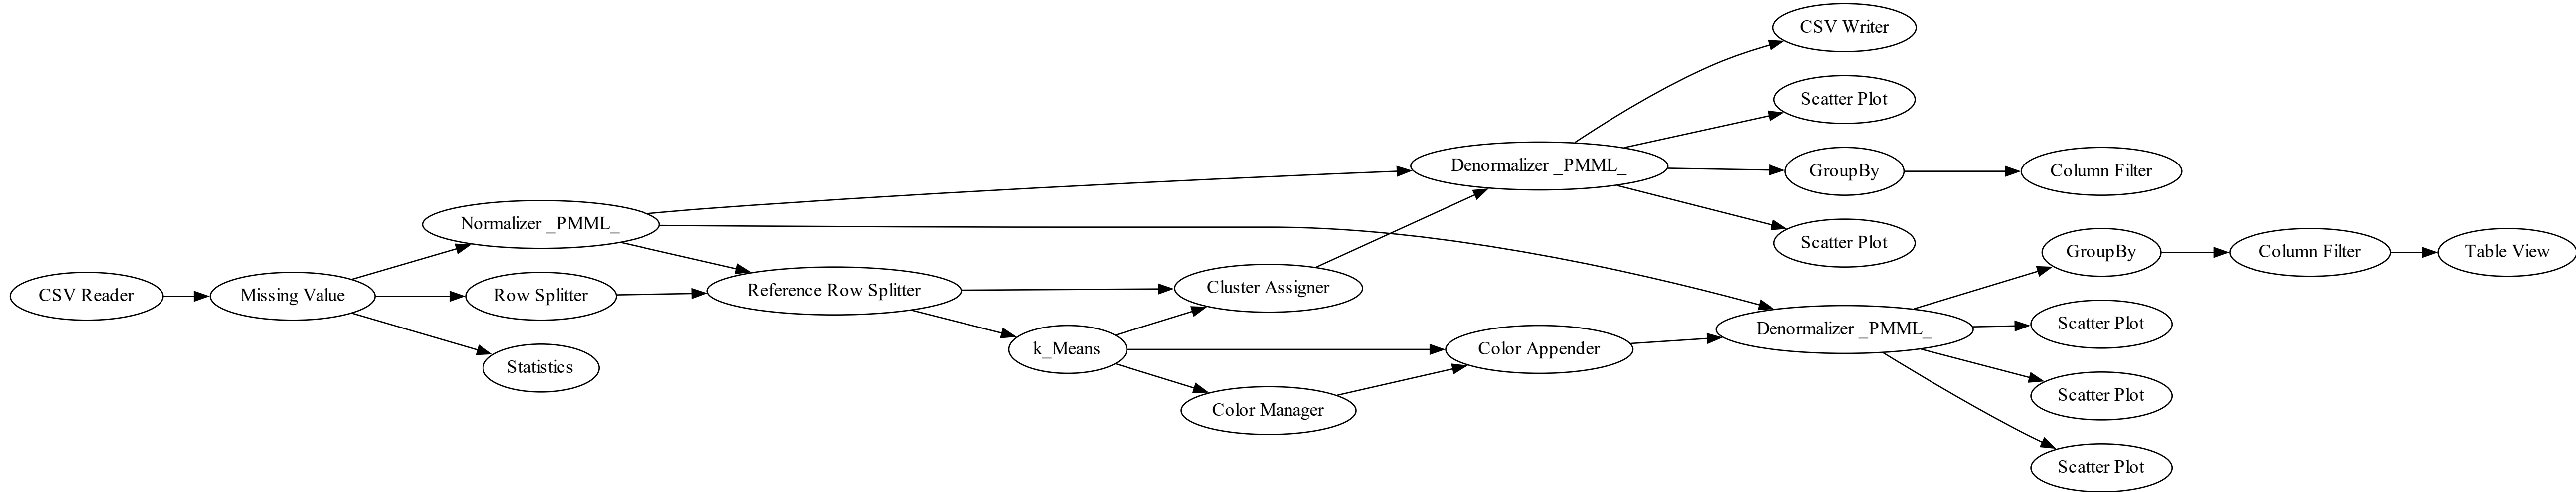 CSV Reader
Missing Value
Normalizer _PMML_
Row Splitter
Statistics
Reference Row Splitter
k_Means
Cluster Assigner
Color Manager
Denormalizer _PMML_
Color Appender
CSV Writer
Scatter Plot
GroupBy
Scatter Plot
Denormalizer _PMML_
Column Filter
GroupBy
Scatter Plot
Scatter Plot
Scatter Plot
Column Filter
Table View